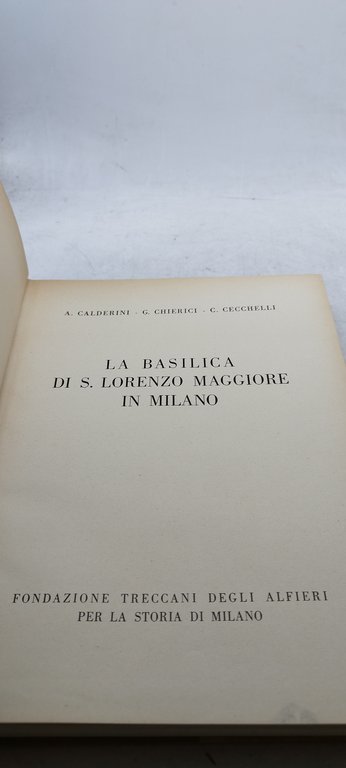 A. CALDERINI - G. CHIERICI - C. CECCHELLI
LA BASILICA
DI S. LORENZO MAGGIORE
IN MILANO
FONDAZIONE TRECCANI DEGLI ALFIERI
PER LA STORIA DI MILANO